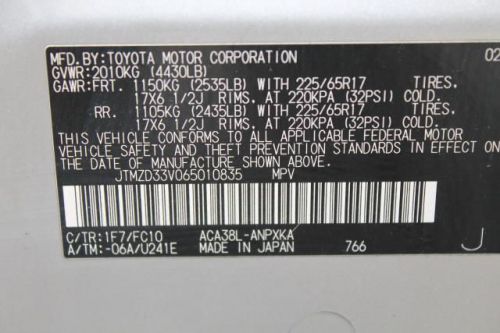 MFD.BY:TOYOTA MOTOR CORPORATION 02
GVWR:2010KG (4430LB)
GAWR:FRT. 1150KG (2535LB) WITH 225/65R17 TIRES.
17X6 1/2J RIMS. AT 220KPA (32PSI) COLD.
RR. 1105KG (2435LB) WITH 225/65R17 TIRES.
17X6 1/2J RIMS. AT 220KPA (32PSI) COLD.
THIS VEHICLE CONFORMS TO ALL APPLICABLE FEDERAL MOTOR
VEHICLE SAFETY AND THEFT PREVENTION STANDARDS IN EFFE
THE DATE OF MANUFACTURE SHOWN ABOVE.
JTMZD33V065010835 MPV
C/TR:1F7/FC10 ACA38L-ANPXKA
A/TM:-06A/U241E MADE IN JAPAN 766 J